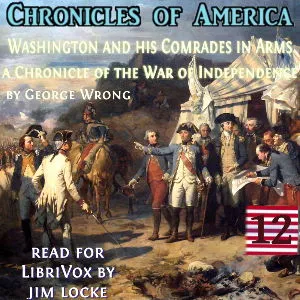 CHRONICLES OF AMERICA
WASHINGTON AND HIS COMRADES IN ARMS,
A CHRONICLE OF THE WAR OF INDEPENDENCE
BY GEORGE WRONG
12
READ FOR
LIBRIVOX BY
JIM LOCKE